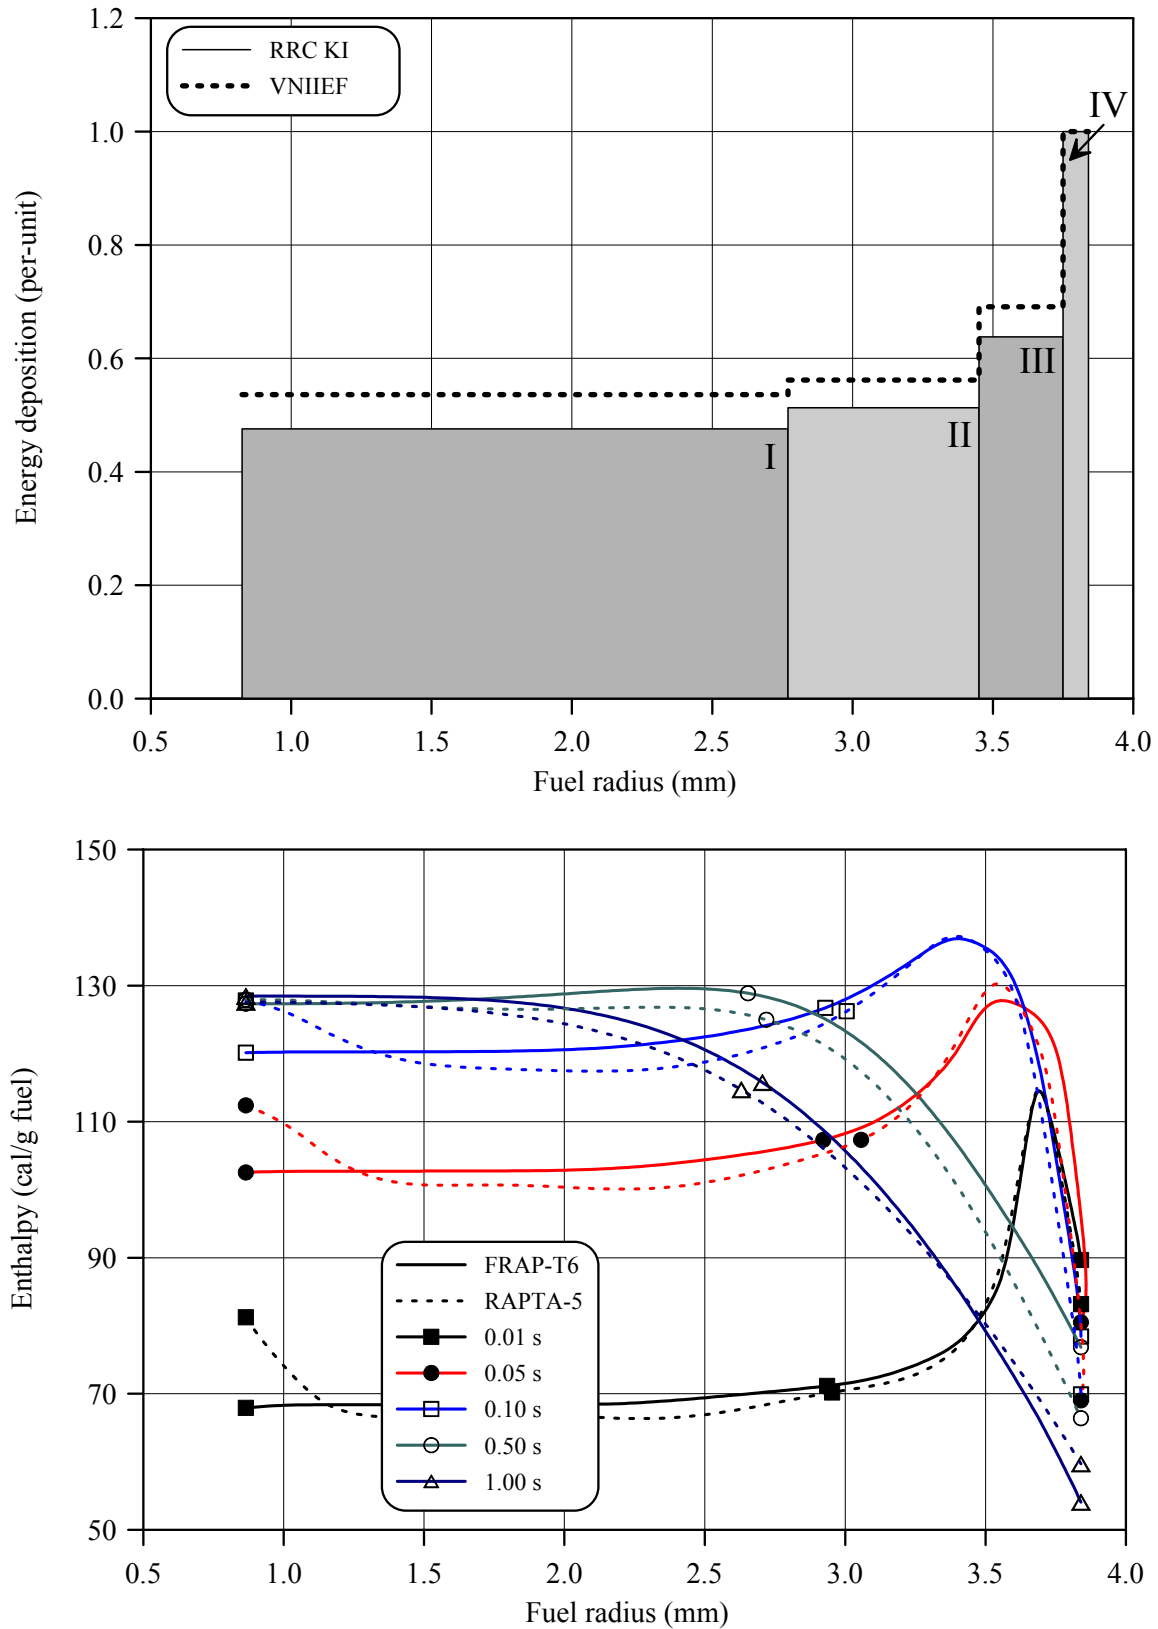 1.2
RRC KI
VNIIEF
IV
1.0
0.8
Energy deposition (per-unit)
0.6
III
II
I
0.4
0.2
0.0
0.5 1.0 1.5 2.0 2.5 3.0 3.5 4.0
Fuel radius (mm)
150
130
110
Enthalpy (cal/g fuel)
90
FRAP-T6
RAPTA-5
0.01 s
0.05 s
70
0.10 s
0.50 s
1.00 s
50
0.5 1.0 1.5 2.0 2.5 3.0 3.5 4.0
Fuel radius (mm)